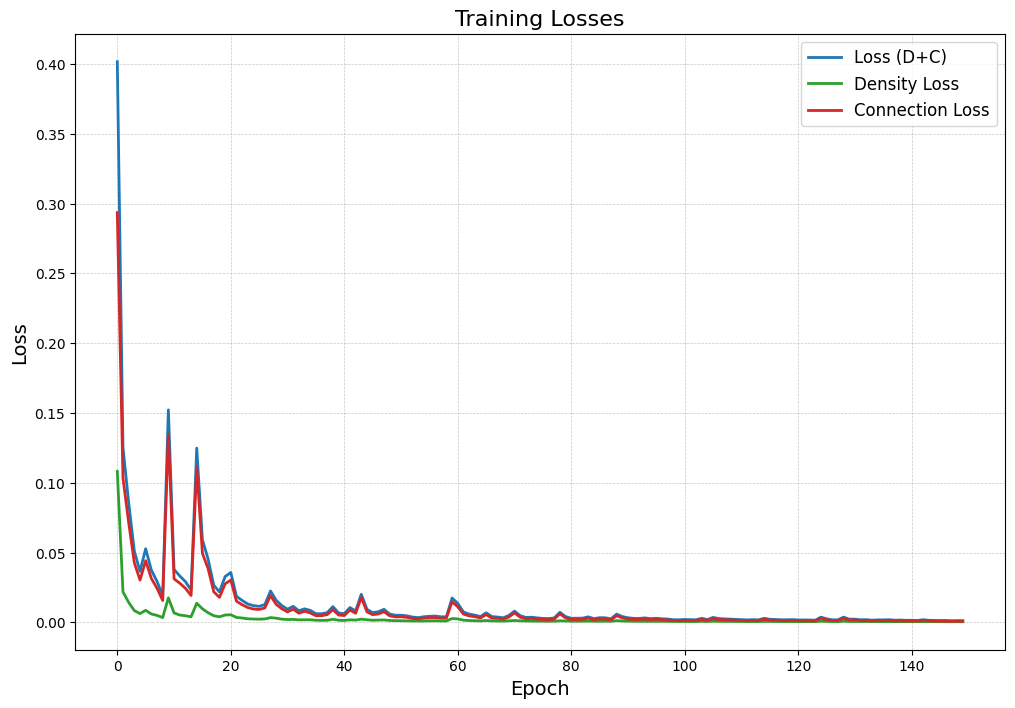 Training Losses
Loss (D+C)
Density Loss
Connection Loss
0.40
0.35
0.30
0.25
0.20
0.15
0.10
0.05
0.00
Loss
0 20 40 60 80 100 120 140
Epoch